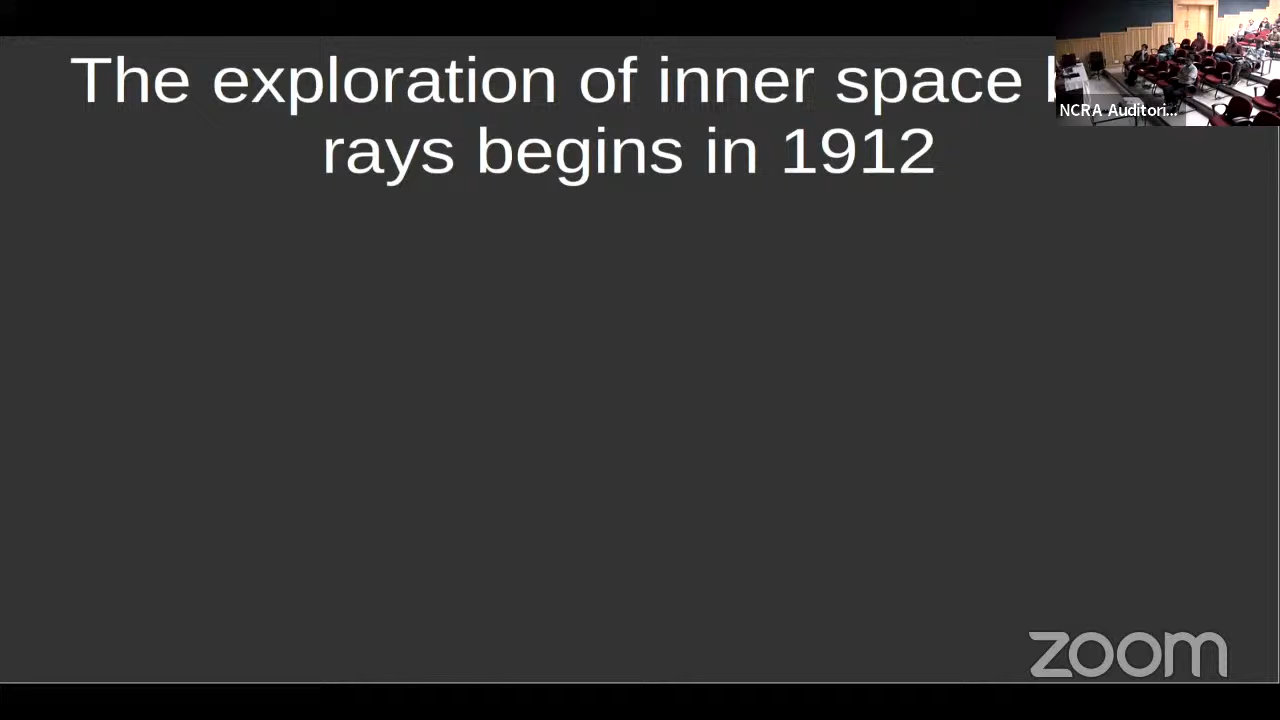 The exploration of inner space
rays begins in 1912
NCRA Auditori...
zoom